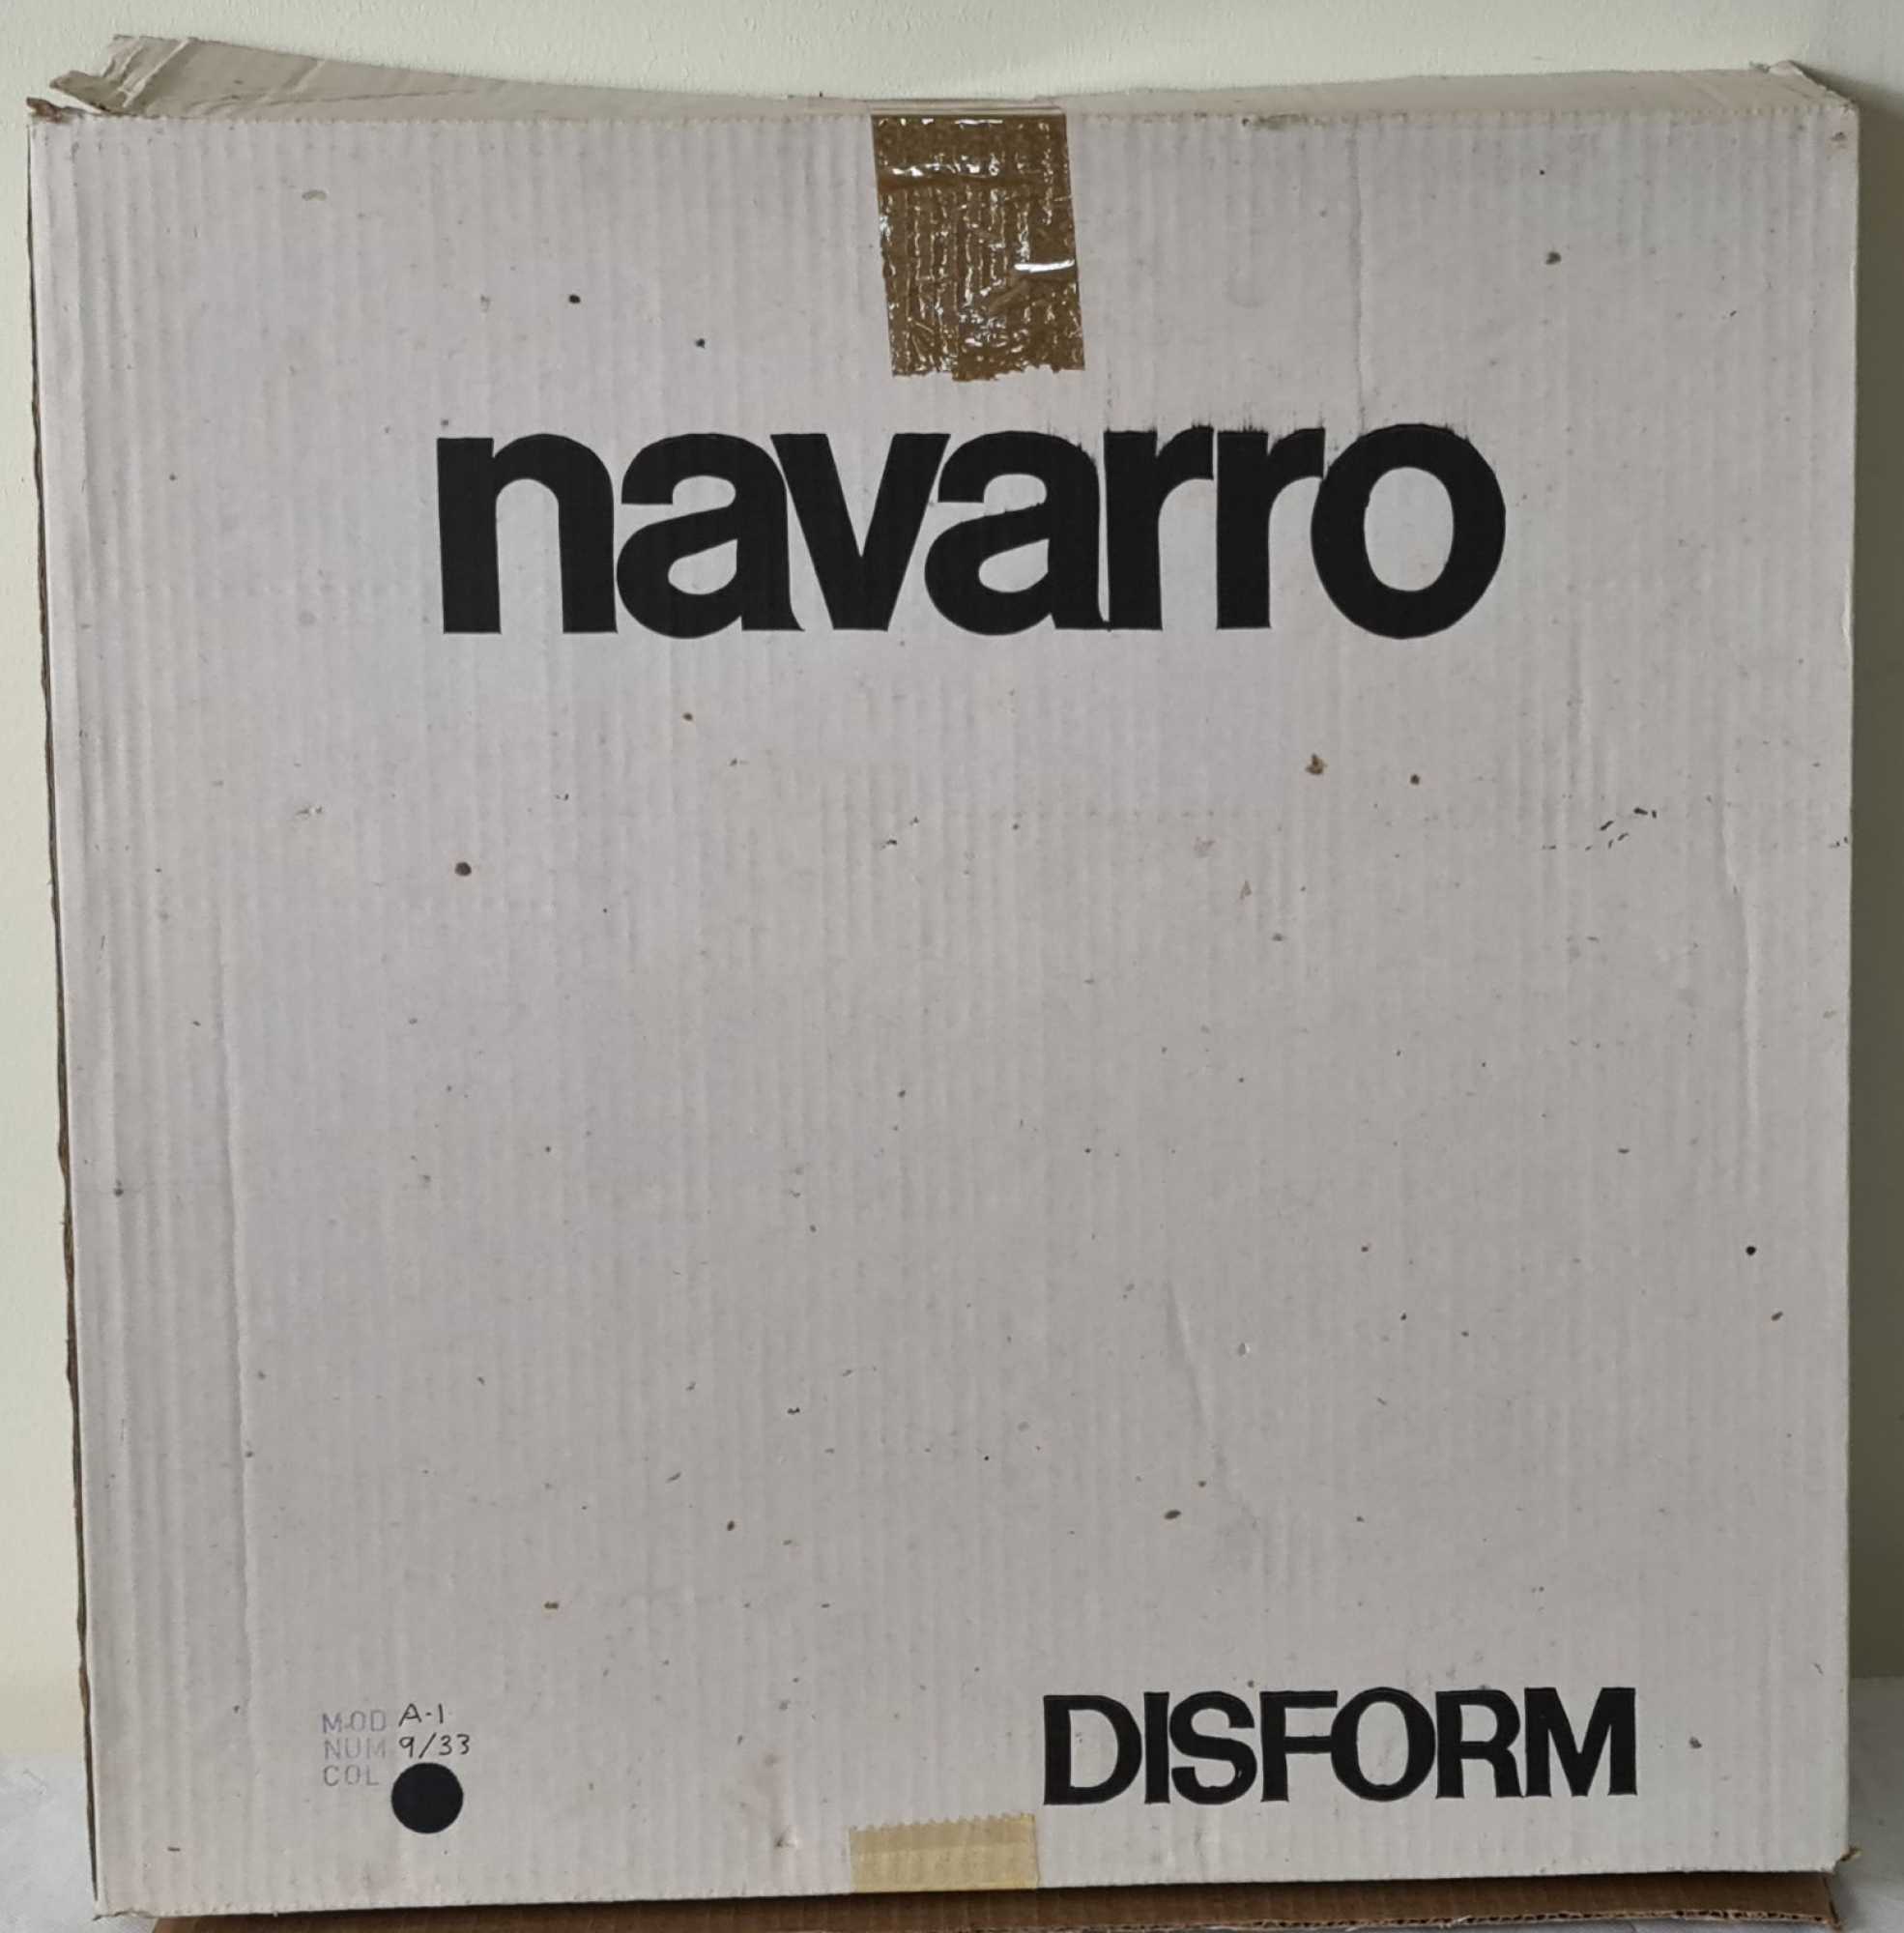 navarro
MOD A-1
NUM 9/33
COL
DISFORM